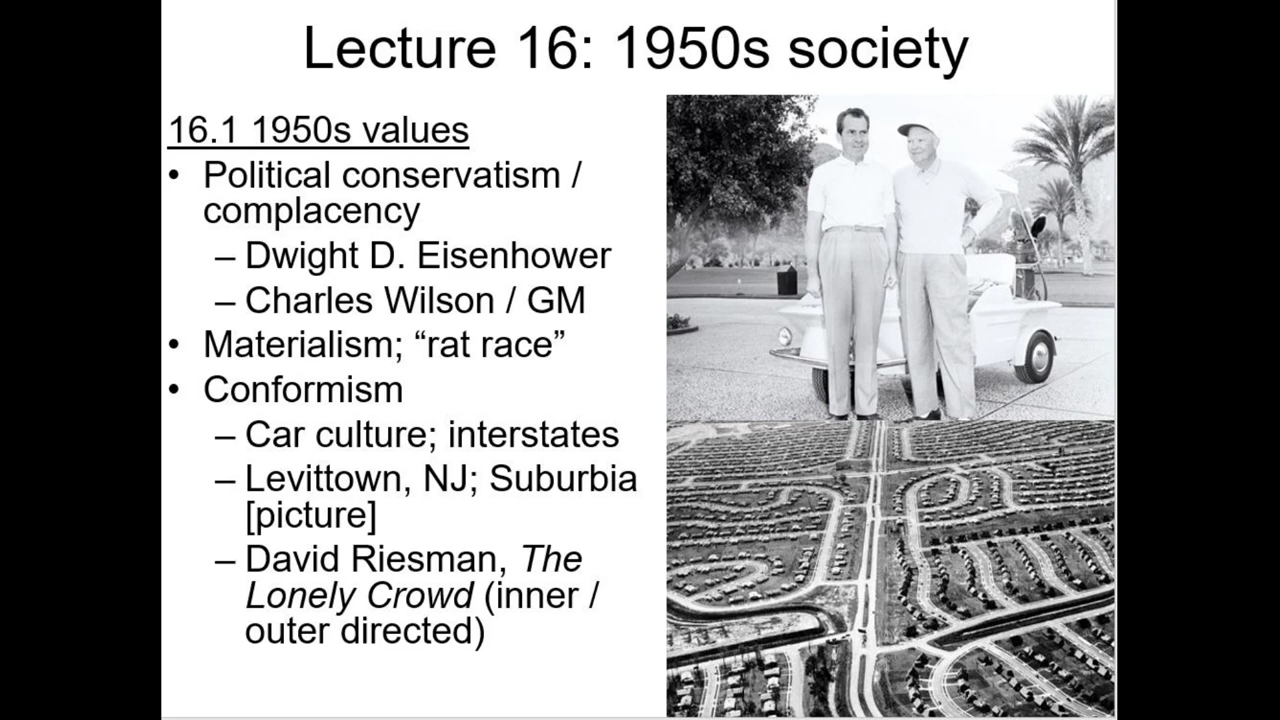 Lecture 16: 1950s society
16.1 1950s values
• Political conservatism /
complacency
– Dwight D. Eisenhower
– Charles Wilson / GM
• Materialism; “rat race”
• Conformism
– Car culture; interstates
– Levittown, NJ; Suburbia
[picture]
– David Riesman, The
Lonely Crowd (inner /
outer directed)